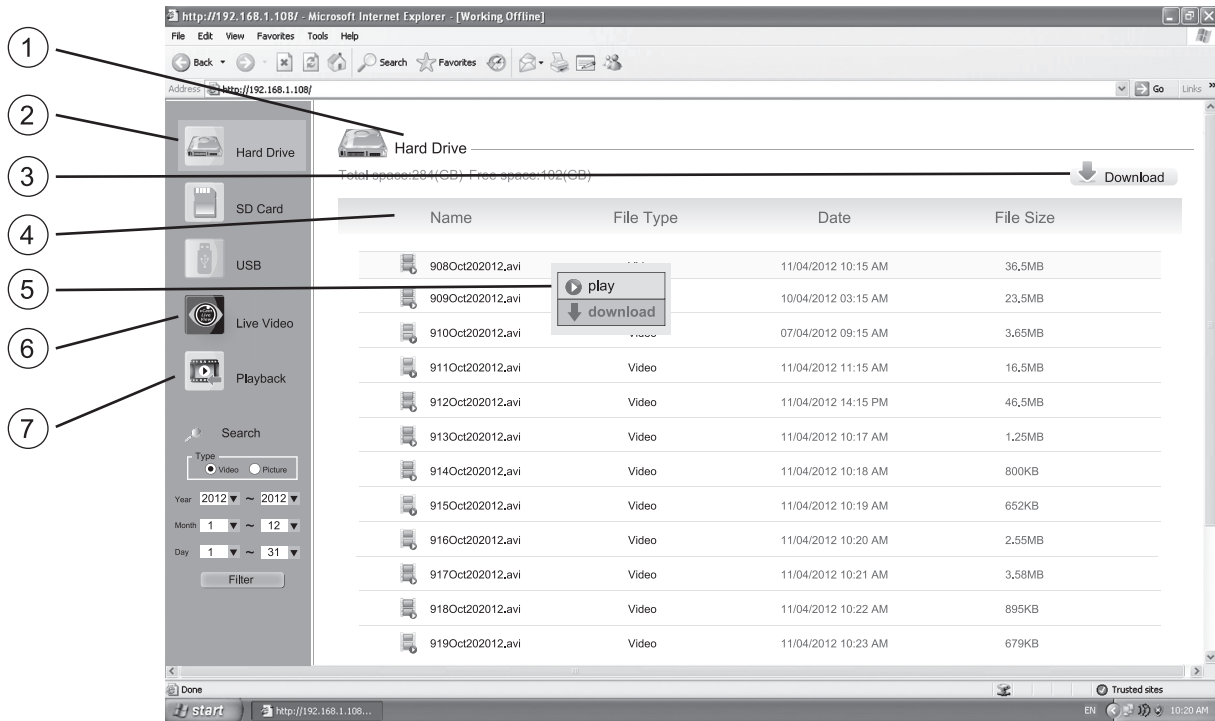 http://192.168.1.108/ - Microsoft Internet Explorer - [Working Offline]
File Edit View Favorites Tools Help
Back Search Favorites
Address http://192.168.1.108/ Go Links »
1
2
3
4
5
6
7
Hard Drive
SD Card
USB
Live Video
Playback
Search
Type
Video Picture
Year 2012 ~ 2012
Month 1 ~ 12
Day 1 ~ 31
Filter
Hard Drive
Total space:284(GB) Free space:182(GB)
Download
Name File Type Date File Size
908Oct202012.avi 11/04/2012 10:15 AM 36.5MB
play
download
909Oct202012.avi 10/04/2012 03:15 AM 23.5MB
910Oct202012.avi Video 07/04/2012 09:15 AM 3.65MB
911Oct202012.avi Video 11/04/2012 11:15 AM 16.5MB
912Oct202012.avi Video 11/04/2012 14:15 PM 46.5MB
913Oct202012.avi Video 11/04/2012 10:17 AM 1.25MB
914Oct202012.avi Video 11/04/2012 10:18 AM 800KB
915Oct202012.avi Video 11/04/2012 10:19 AM 652KB
916Oct202012.avi Video 11/04/2012 10:20 AM 2.55MB
917Oct202012.avi Video 11/04/2012 10:21 AM 3.58MB
918Oct202012.avi Video 11/04/2012 10:22 AM 895KB
919Oct202012.avi Video 11/04/2012 10:23 AM 679KB
Done Trusted sites
start http://192.168.1.108... EN 10:20 AM